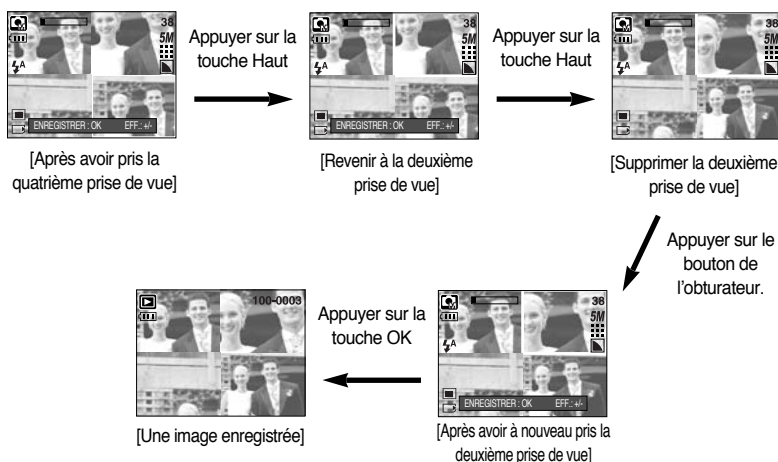 38
5M
ENREGISTRER : OK EFF.: +/-
[Après avoir pris la
quatrième prise de vue]
Appuyer sur la
touche Haut
38
5M
ENREGISTRER : OK EFF.: +/-
[Revenir à la deuxième
prise de vue]
Appuyer sur la
touche Haut
38
5M
[Supprimer la deuxième
prise de vue]
Appuyer sur le
bouton de
l'obturateur.
38
5M
ENREGISTRER : OK EFF.: +/-
[Après avoir à nouveau pris la
deuxième prise de vue]
Appuyer sur la
touche OK
100-0003
[Une image enregistrée]